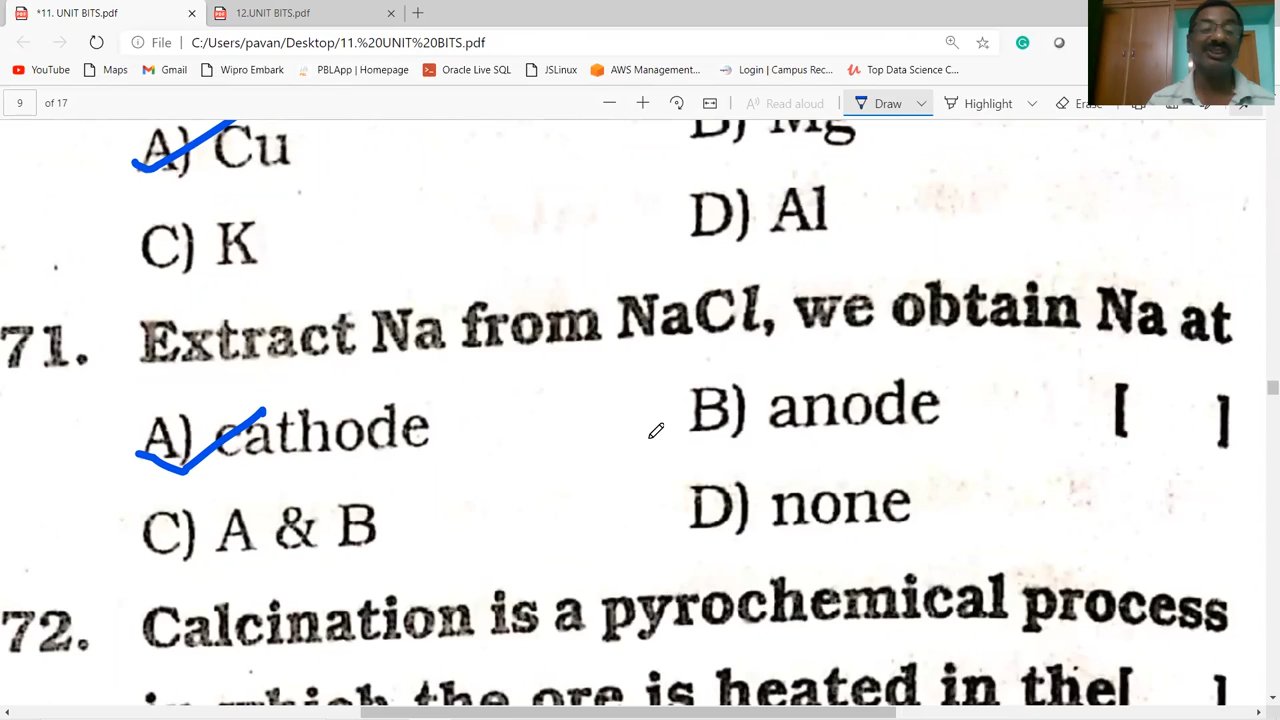 *11. UNIT BITS.pdf
12.UNIT BITS.pdf
File C:/Users/pavan/Desktop/11.%20UNIT%20BITS.pdf
YouTube Maps Gmail Wipro Embark PBLApp | Homepage Oracle Live SQL JSLinux AWS Management... Login | Campus Rec... Top Data Science C...
9 of 17 Read aloud Draw Highlight Erase
A) Cu B) Mg
C) K D) Al
71. Extract Na from NaCl, we obtain Na at
A) cathode B) anode [ ]
C) A & B D) none
72. Calcination is a pyrochemical process
in which the ore is heated in the[ ]